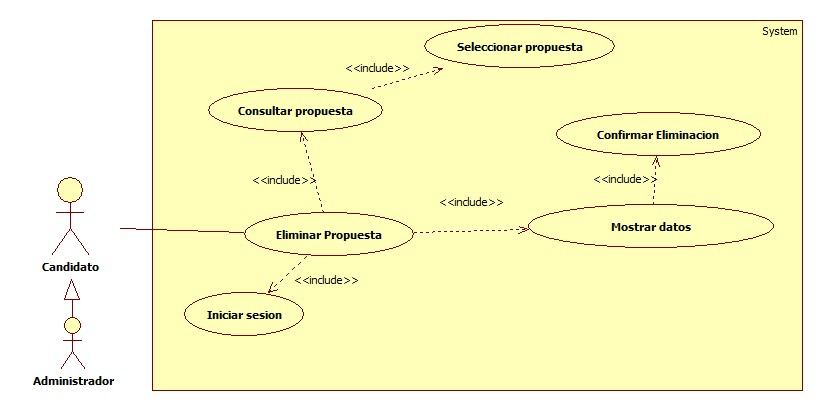 System
Seleccionar propuesta
<<include>>
Consultar propuesta
Confirmar Eliminacion
<<include>>
<<include>>
<<include>>
Eliminar Propuesta
Mostrar datos
Candidato
<<include>>
Iniciar sesion
Administrador